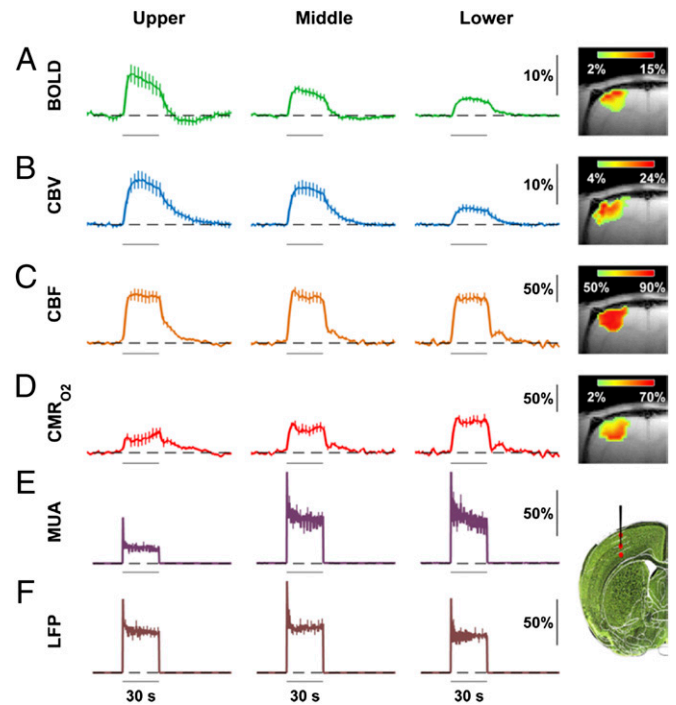 Upper Middle Lower
A BOLD 10% 2% 15%
B CBV 10% 4% 24%
C CBF 50% 50% 90%
D CMRO2 50% 2% 70%
E MUA 50%
F LFP 50%
30 s 30 s 30 s